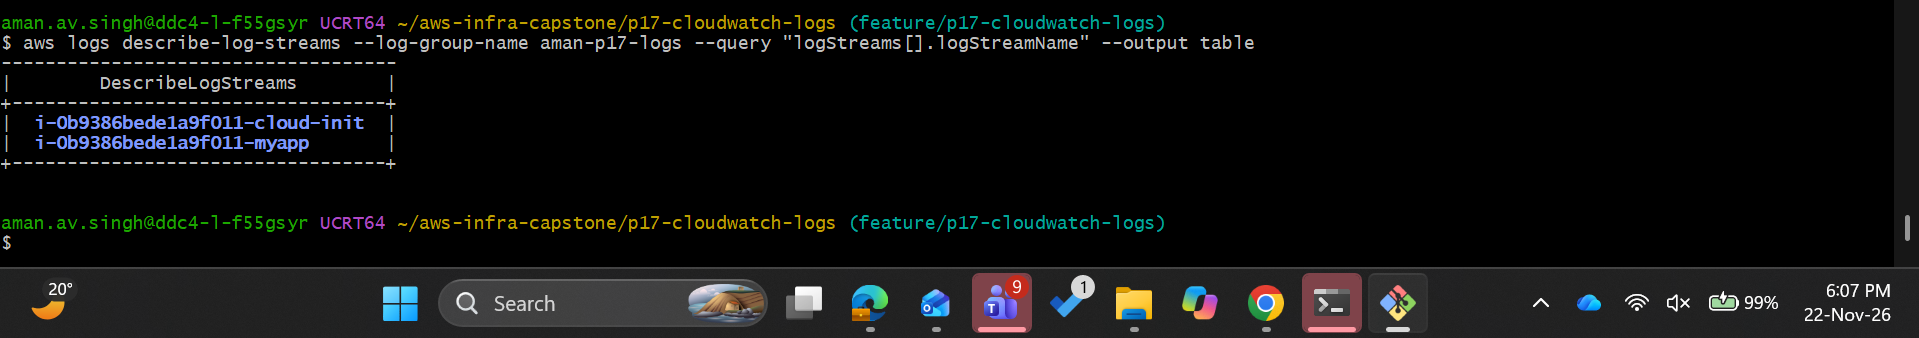 aman.av.singh@ddc4-l-f55gsyr UCRT64 ~/aws-infra-capstone/p17-cloudwatch-logs (feature/p17-cloudwatch-logs)
$ aws logs describe-log-streams --log-group-name aman-p17-logs --query "logStreams[].logStreamName" --output table
-----------------------------------
|        DescribeLogStreams        |
+----------------------------------+
|  i-0b9386bede1a9f011-cloud-init  |
|  i-0b9386bede1a9f011-myapp       |
+----------------------------------+
aman.av.singh@ddc4-l-f55gsyr UCRT64 ~/aws-infra-capstone/p17-cloudwatch-logs (feature/p17-cloudwatch-logs)
$
20°
Search
9
1
99%
6:07 PM
22-Nov-26